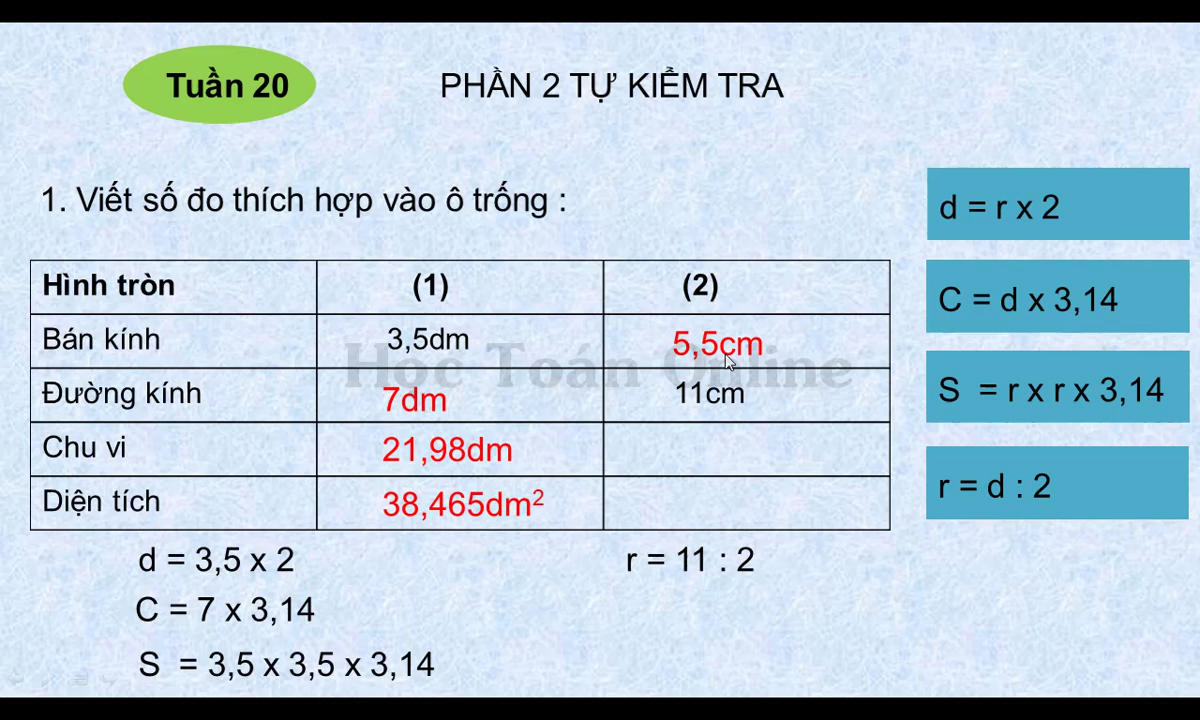 Tuần 20
PHẦN 2 TỰ KIỂM TRA
1. Viết số đo thích hợp vào ô trống :
Hình tròn (1) (2)
Bán kính 3,5dm 5,5cm
Đường kính 7dm 11cm
Chu vi 21,98dm
Diện tích 38,465dm²
Học Toán Online
d = 3,5 x 2
C = 7 x 3,14
S = 3,5 x 3,5 x 3,14
r = 11 : 2
d = r x 2
C = d x 3,14
S = r x r x 3,14
r = d : 2